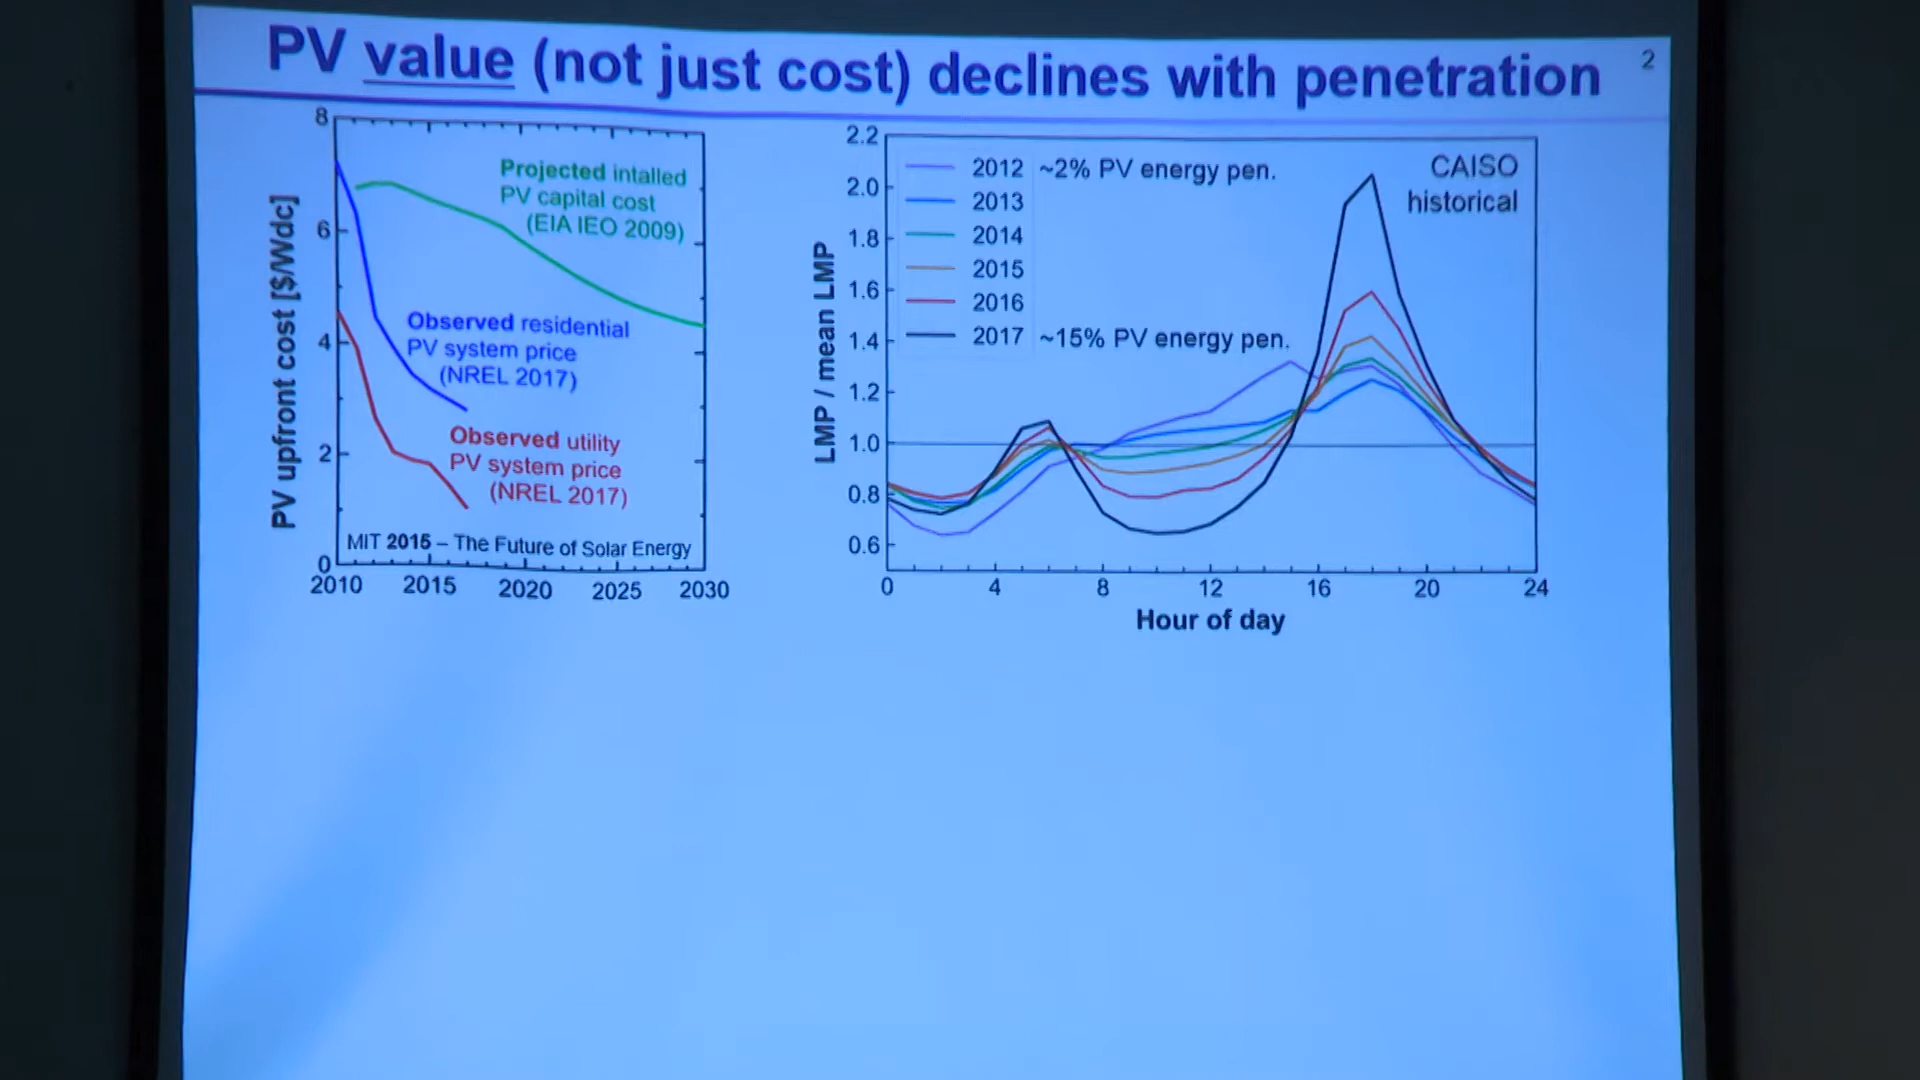 PV value (not just cost) declines with penetration
2
8
6
4
2
0
PV upfront cost [$/Wdc]
Projected intalled
PV capital cost
(EIA IEO 2009)
Observed residential
PV system price
(NREL 2017)
Observed utility
PV system price
(NREL 2017)
MIT 2015 – The Future of Solar Energy
2010 2015 2020 2025 2030
2.2
2.0
1.8
1.6
1.4
1.2
1.0
0.8
0.6
LMP / mean LMP
2012 ~2% PV energy pen.
2013
2014
2015
2016
2017 ~15% PV energy pen.
CAISO
historical
0 4 8 12 16 20 24
Hour of day